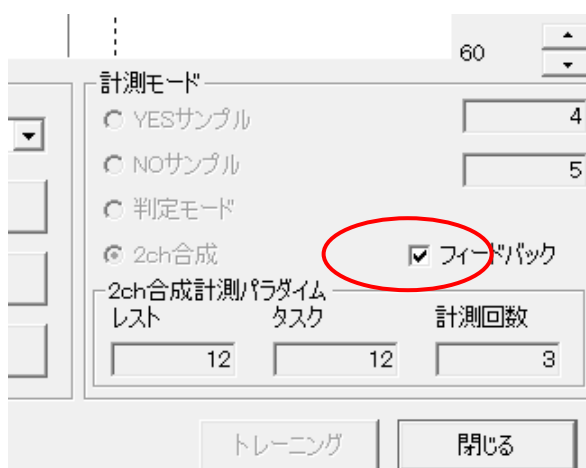 60
計測モード
YESサンプル 4
NOサンプル 5
判定モード
2ch合成 フィードバック
2ch合成計測パラダイム
レスト タスク 計測回数
12 12 3
トレーニング 閉じる